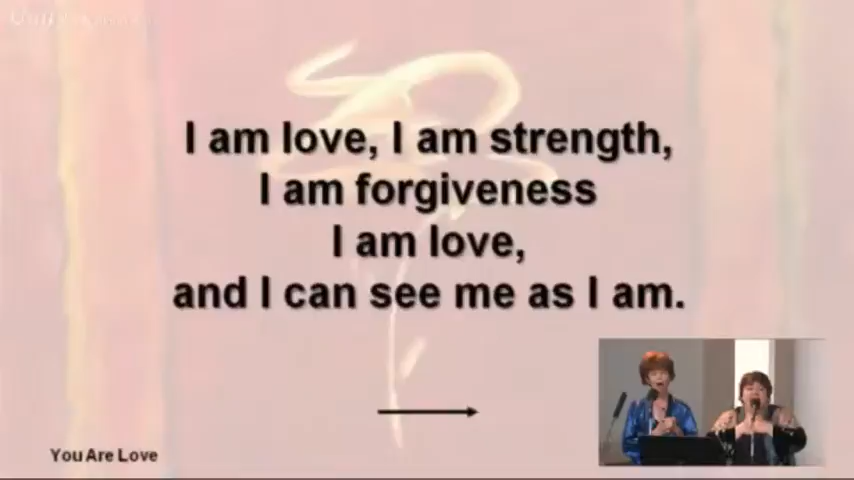 I am love, I am strength,
I am forgiveness
I am love,
and I can see me as I am.
You Are Love